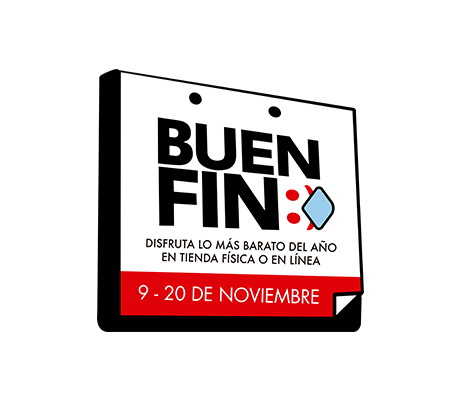 BUEN
FIN:)
DISFRUTA LO MÁS BARATO DEL AÑO
EN TIENDA FÍSICA O EN LÍNEA
9 - 20 DE NOVIEMBRE